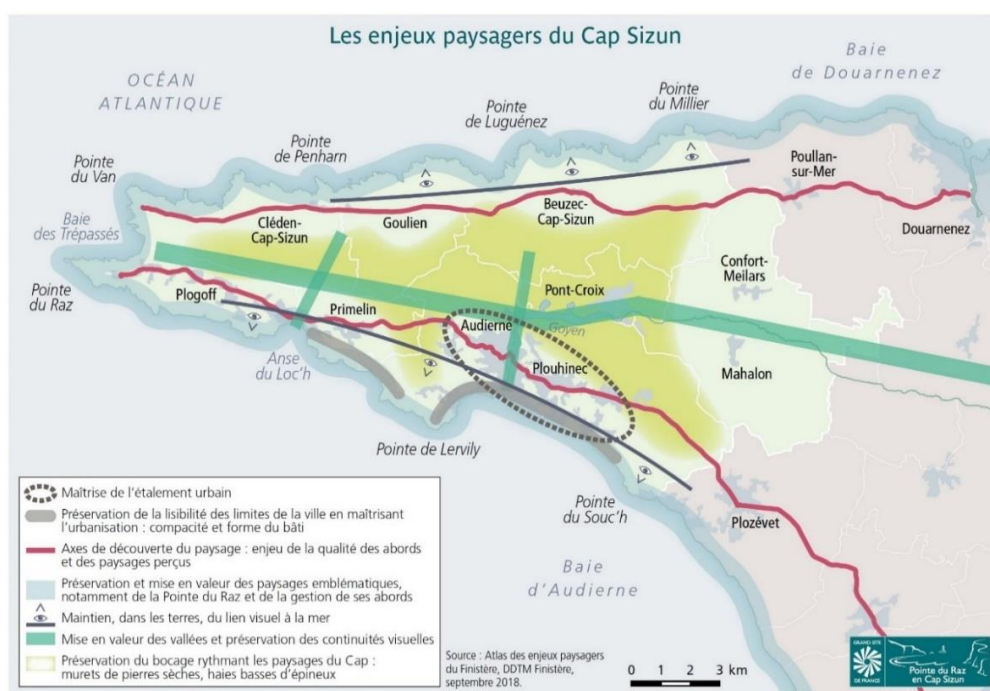 Les enjeux paysagers du Cap Sizun
OCÉAN
ATLANTIQUE
Baie
de Douarnenez
Pointe
du Millier
Pointe
de Luguénez
Pointe
de Penharn
Pointe
du Van
Poullan-
sur-Mer
Douarnenez
Beuzec-
Cap-Sizun
Cléden-
Cap-Sizun
Goulien
Baie
des Trépassés
Confort-
Meilars
Pointe
du Raz
Plogoff
Pont-Croix
Primelin
Audierne
Goyen
Anse
du Loc'h
Plouhinec
Mahalon
Pointe de Lervily
Pointe
du Souc'h
Plozévet
Baie
d'Audierne
Maîtrise de l'étalement urbain
Préservation de la lisibilité des limites de la ville en maîtrisant
l'urbanisation : compacité et forme du bâti
Axes de découverte du paysage : enjeu de la qualité des abords
et des paysages perçus
Préservation et mise en valeur des paysages emblématiques,
notamment de la Pointe du Raz et de la gestion de ses abords
Maintien, dans les terres, du lien visuel à la mer
Mise en valeur des vallées et préservation des continuités visuelles
Préservation du bocage rythmant les paysages du Cap :
murets de pierres sèches, haies basses d'épineux
Source : Atlas des enjeux paysagers
du Finistère, DDTM Finistère,
septembre 2018.
0 1 2 3 km
GRAND SITE
DE FRANCE
Pointe du Raz
en Cap Sizun